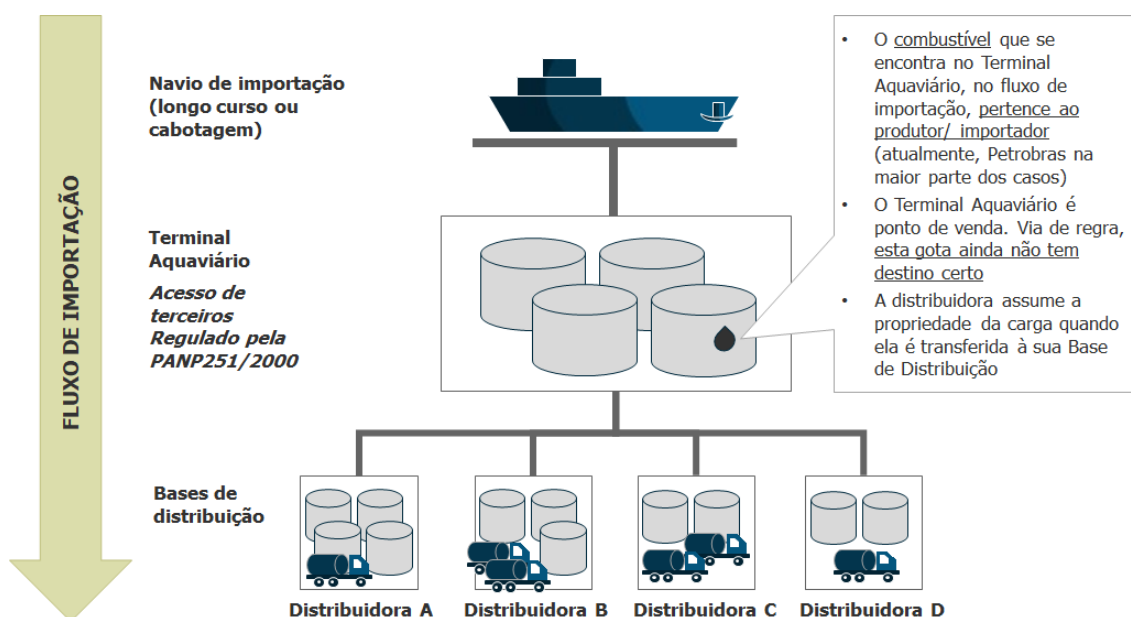 FLUXO DE IMPORTAÇÃO
Navio de importação
(longo curso ou
cabotagem)
Terminal
Aquaviário
Acesso de
terceiros
Regulado pela
PANP251/2000
• O combustível que se
encontra no Terminal
Aquaviário, no fluxo de
importação, pertence ao
produtor/ importador
(atualmente, Petrobras na
maior parte dos casos)
• O Terminal Aquaviário é
ponto de venda. Via de regra,
esta gota ainda não tem
destino certo
• A distribuidora assume a
propriedade da carga quando
ela é transferida à sua Base
de Distribuição
Bases de
distribuição
Distribuidora A
Distribuidora B
Distribuidora C
Distribuidora D